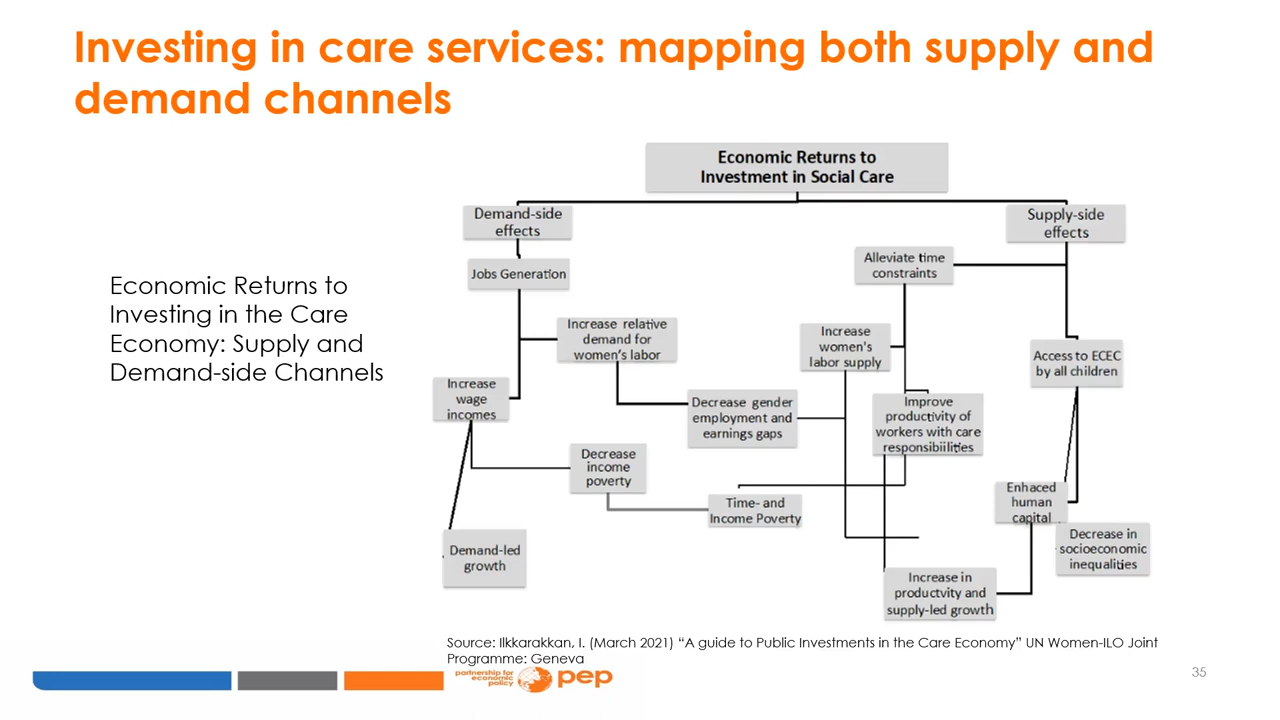 Investing in care services: mapping both supply and
demand channels
Economic Returns to
Investing in the Care
Economy: Supply and
Demand-side Channels
Economic Returns to
Investment in Social Care
Demand-side
effects
Supply-side
effects
Jobs Generation
Alleviate time
constraints
Increase relative
demand for
women's labor
Increase
women's
labor supply
Access to ECEC
by all children
Increase
wage
incomes
Decrease gender
employment and
earnings gaps
Improve
productivity of
workers with care
responsibiilities
Decrease
income
poverty
Time- and
Income Poverty
Enhaced
human
capital
Demand-led
growth
Decrease in
socioeconomic
inequalities
Increase in
productvity and
supply-led growth
Source: Ilkkarakkan, I. (March 2021) “A guide to Public Investments in the Care Economy” UN Women-ILO Joint
Programme: Geneva
partnership for
economic
policy
pep
35